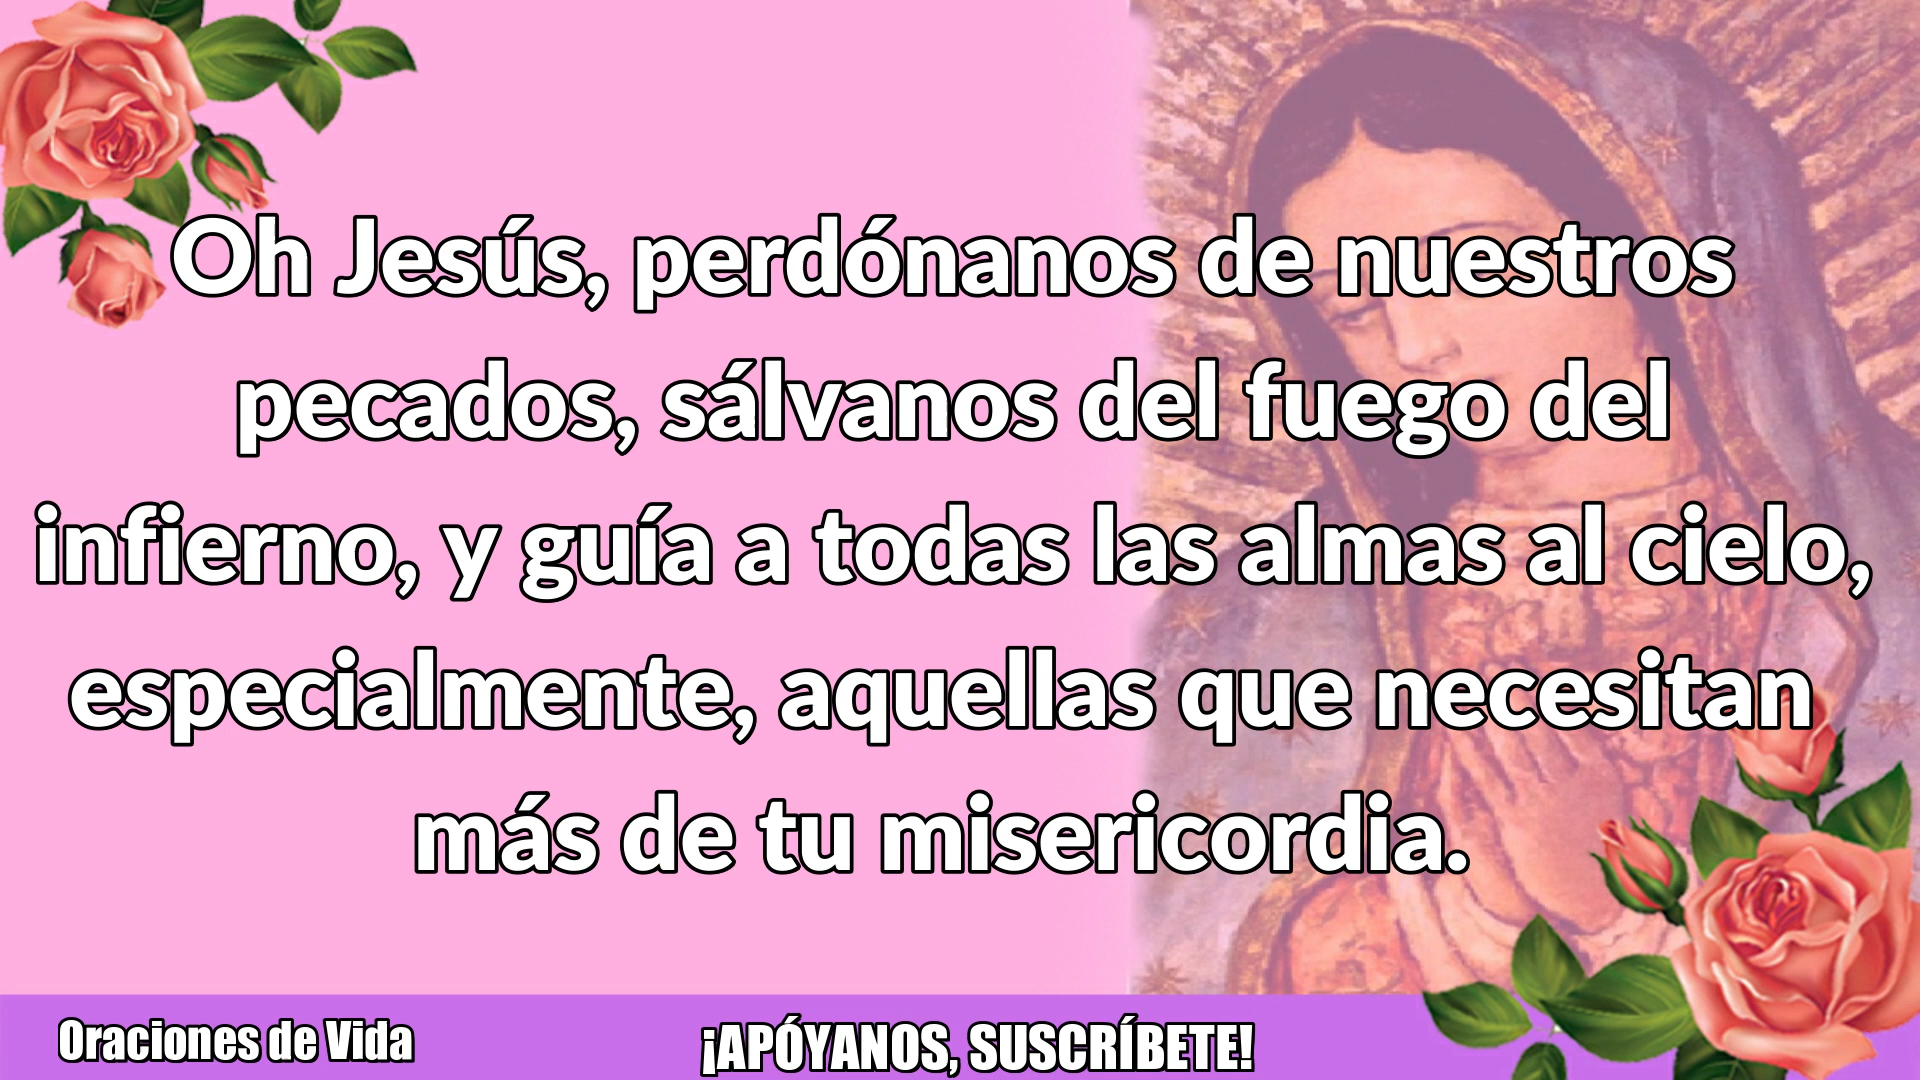 Oh Jesús, perdónanos de nuestros
pecados, sálvanos del fuego del
infierno, y guía a todas las almas al cielo,
especialmente, aquellas que necesitan
más de tu misericordia.
Oraciones de Vida
¡APÓYANOS, SUSCRÍBETE!